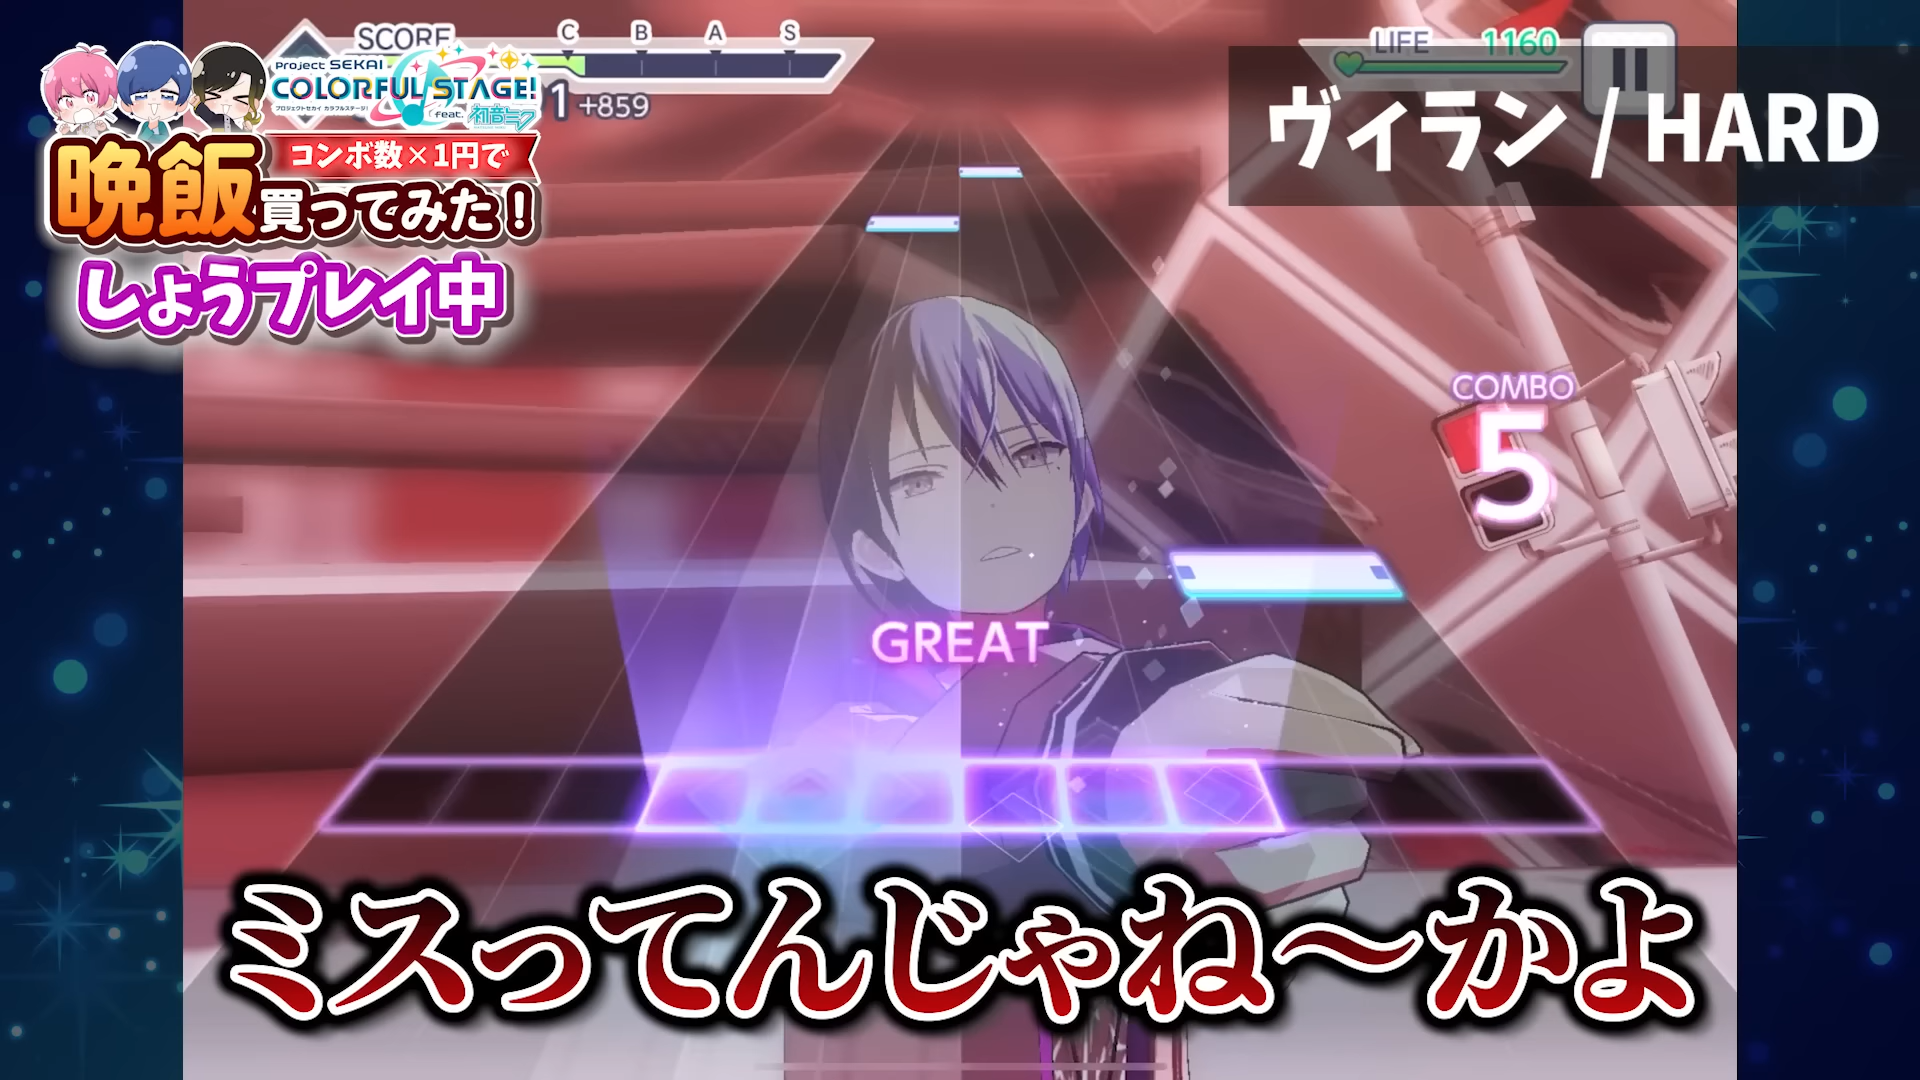 SCORE
C B A S
1 +859
LIFE 1160
Project SEKAI
COLORFUL STAGE!
プロジェクトセカイ カラフルステージ!
feat. 初音ミク
コンボ数×1円で
晩飯買ってみた!
しょうプレイ中
ヴィラン / HARD
COMBO
5
GREAT
ミスってんじゃね〜かよ